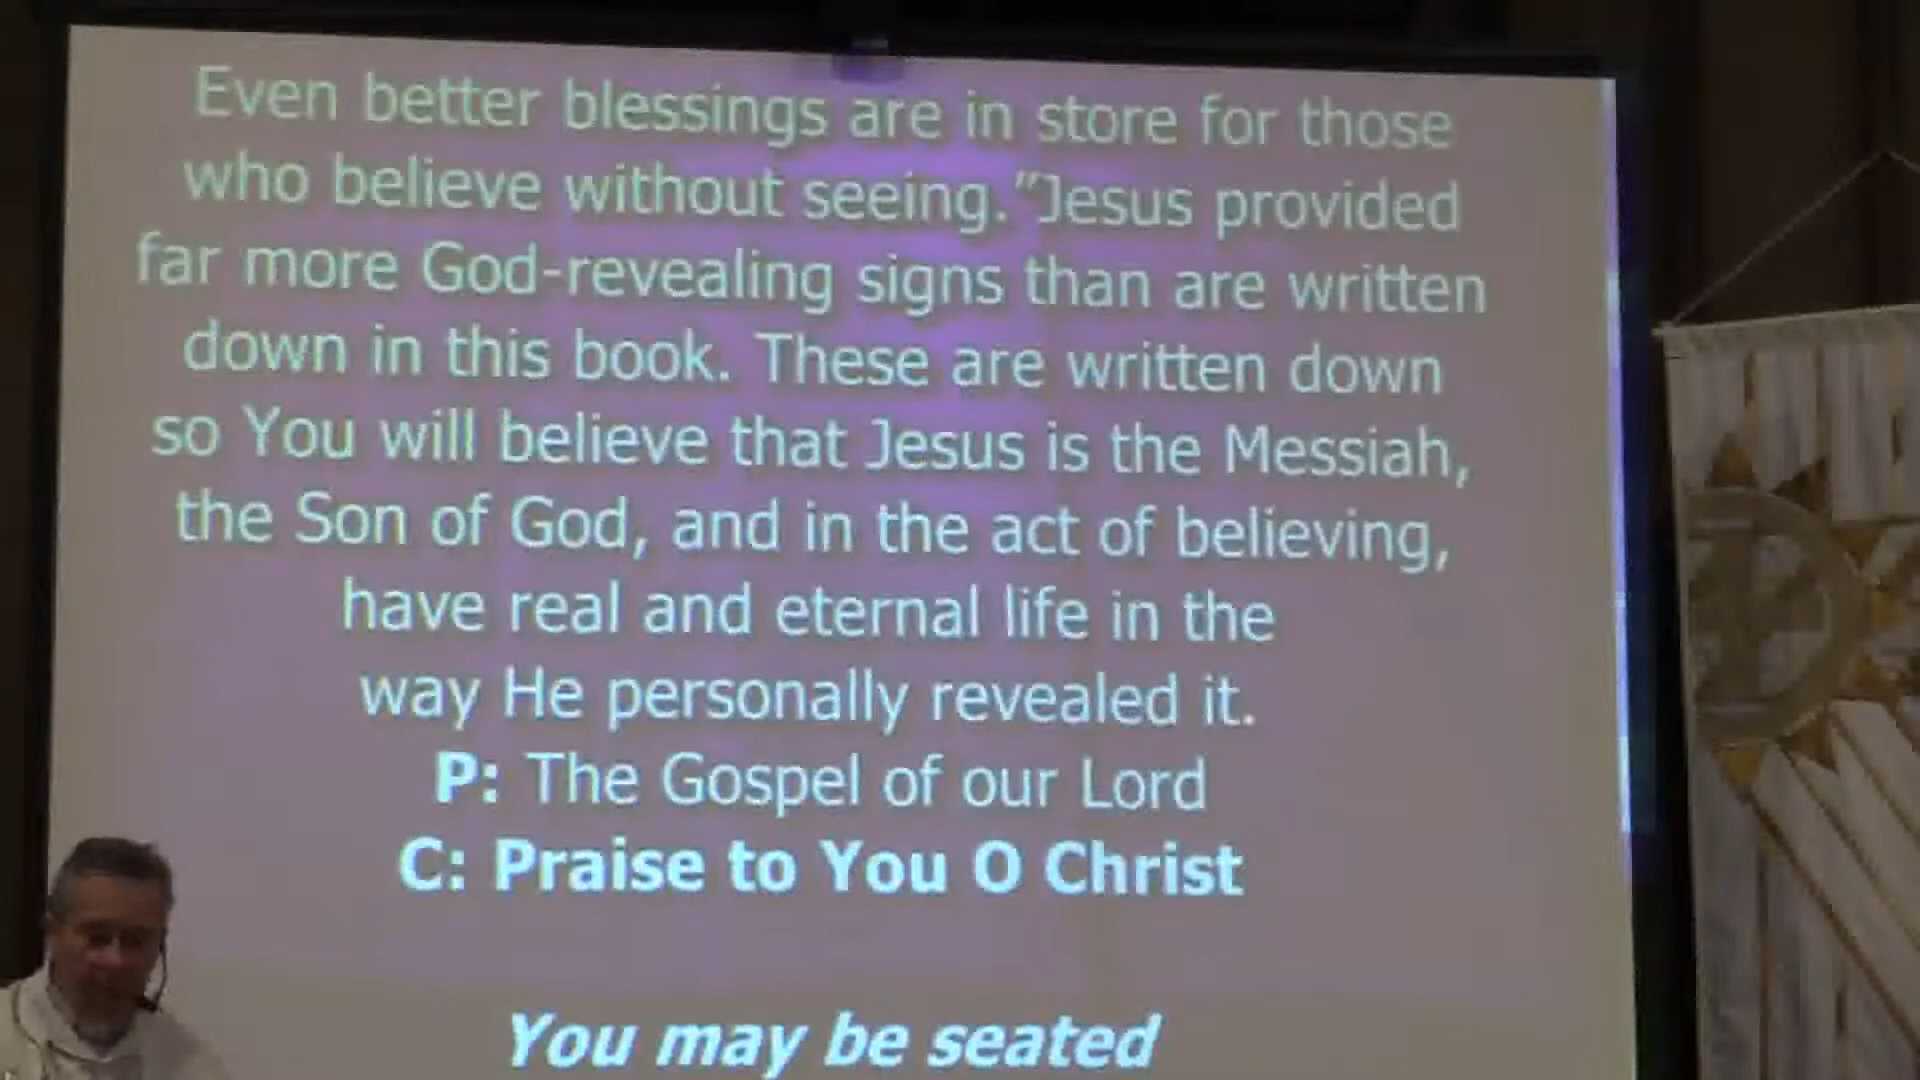 Even better blessings are in store for those
who believe without seeing."Jesus provided
far more God-revealing signs than are written
down in this book. These are written down
so You will believe that Jesus is the Messiah,
the Son of God, and in the act of believing,
have real and eternal life in the
way He personally revealed it.
P: The Gospel of our Lord
C: Praise to You O Christ
You may be seated